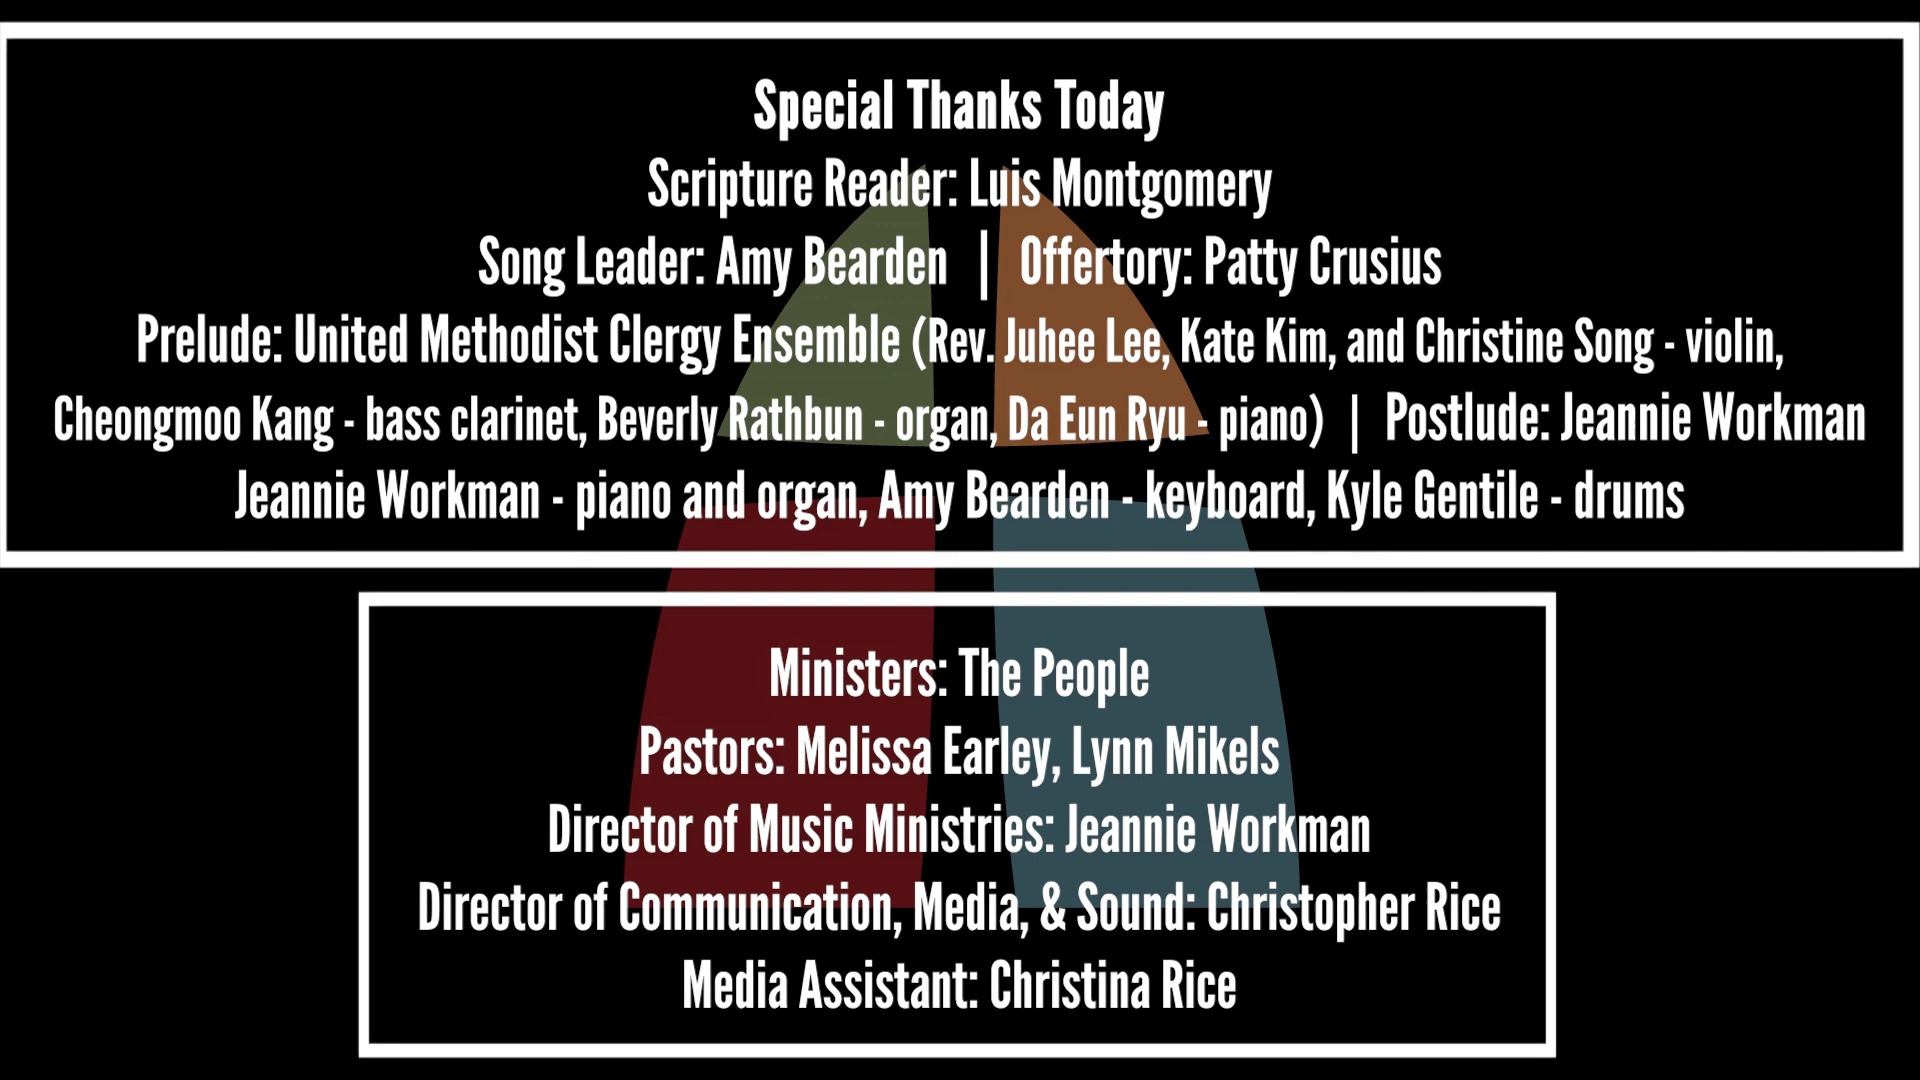 Special Thanks Today
Scripture Reader: Luis Montgomery
Song Leader: Amy Bearden | Offertory: Patty Crusius
Prelude: United Methodist Clergy Ensemble (Rev. Juhee Lee, Kate Kim, and Christine Song - violin,
Cheongmoo Kang - bass clarinet, Beverly Rathbun - organ, Da Eun Ryu - piano) | Postlude: Jeannie Workman
Jeannie Workman - piano and organ, Amy Bearden - keyboard, Kyle Gentile - drums
Ministers: The People
Pastors: Melissa Earley, Lynn Mikels
Director of Music Ministries: Jeannie Workman
Director of Communication, Media, & Sound: Christopher Rice
Media Assistant: Christina Rice